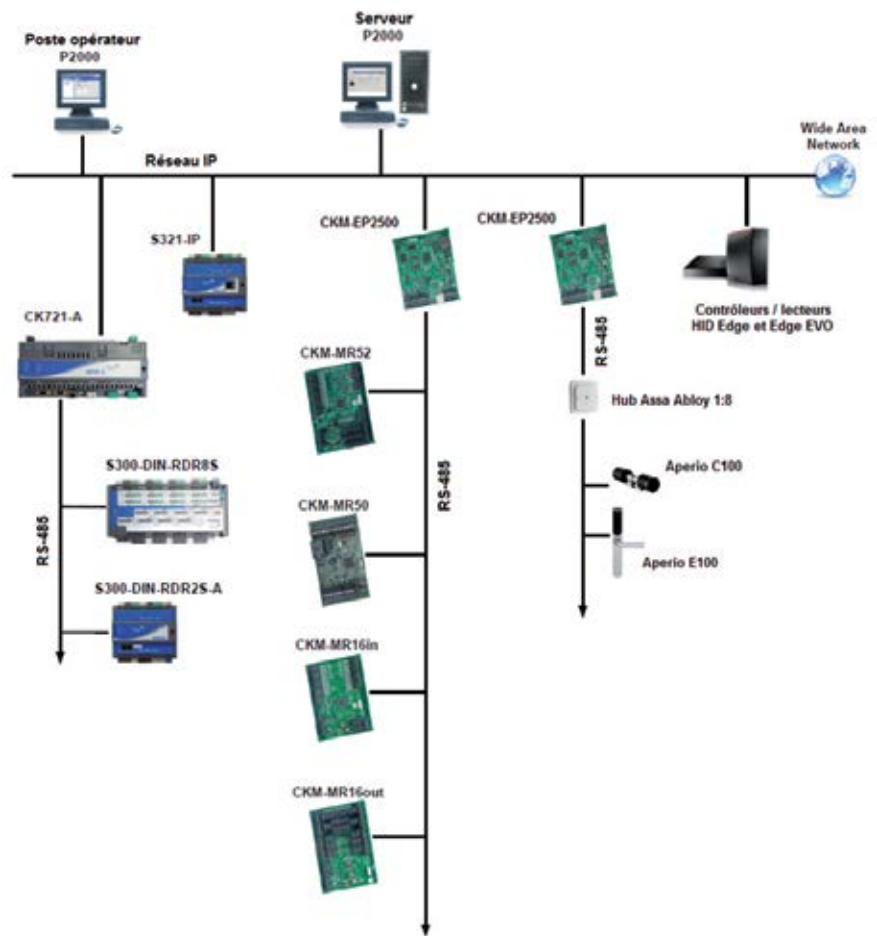 Serveur
P2000
Poste opérateur
P2000
Wide Area
Network
Réseau IP
CKM-EP2500
CKM-EP2500
S321-IP
Contrôleurs / lecteurs
HID Edge et Edge EVO
CK721-A
RS-485
CKM-MR52
Hub Assa Abloy 1:8
S300-DIN-RDR8S
Aperio C100
RS-485
CKM-MR50
RS-485
Aperio E100
S300-DIN-RDR2S-A
CKM-MR16in
CKM-MR16out